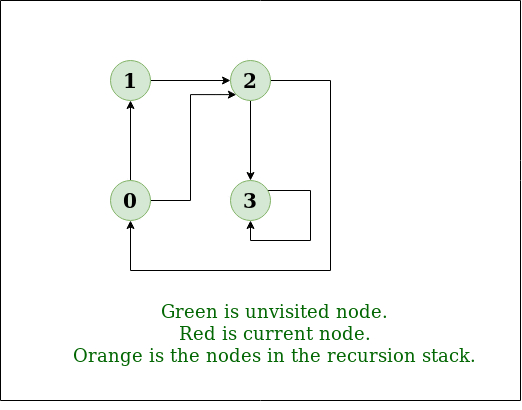 1 2
0 3
Green is unvisited node.
Red is current node.
Orange is the nodes in the recursion stack.